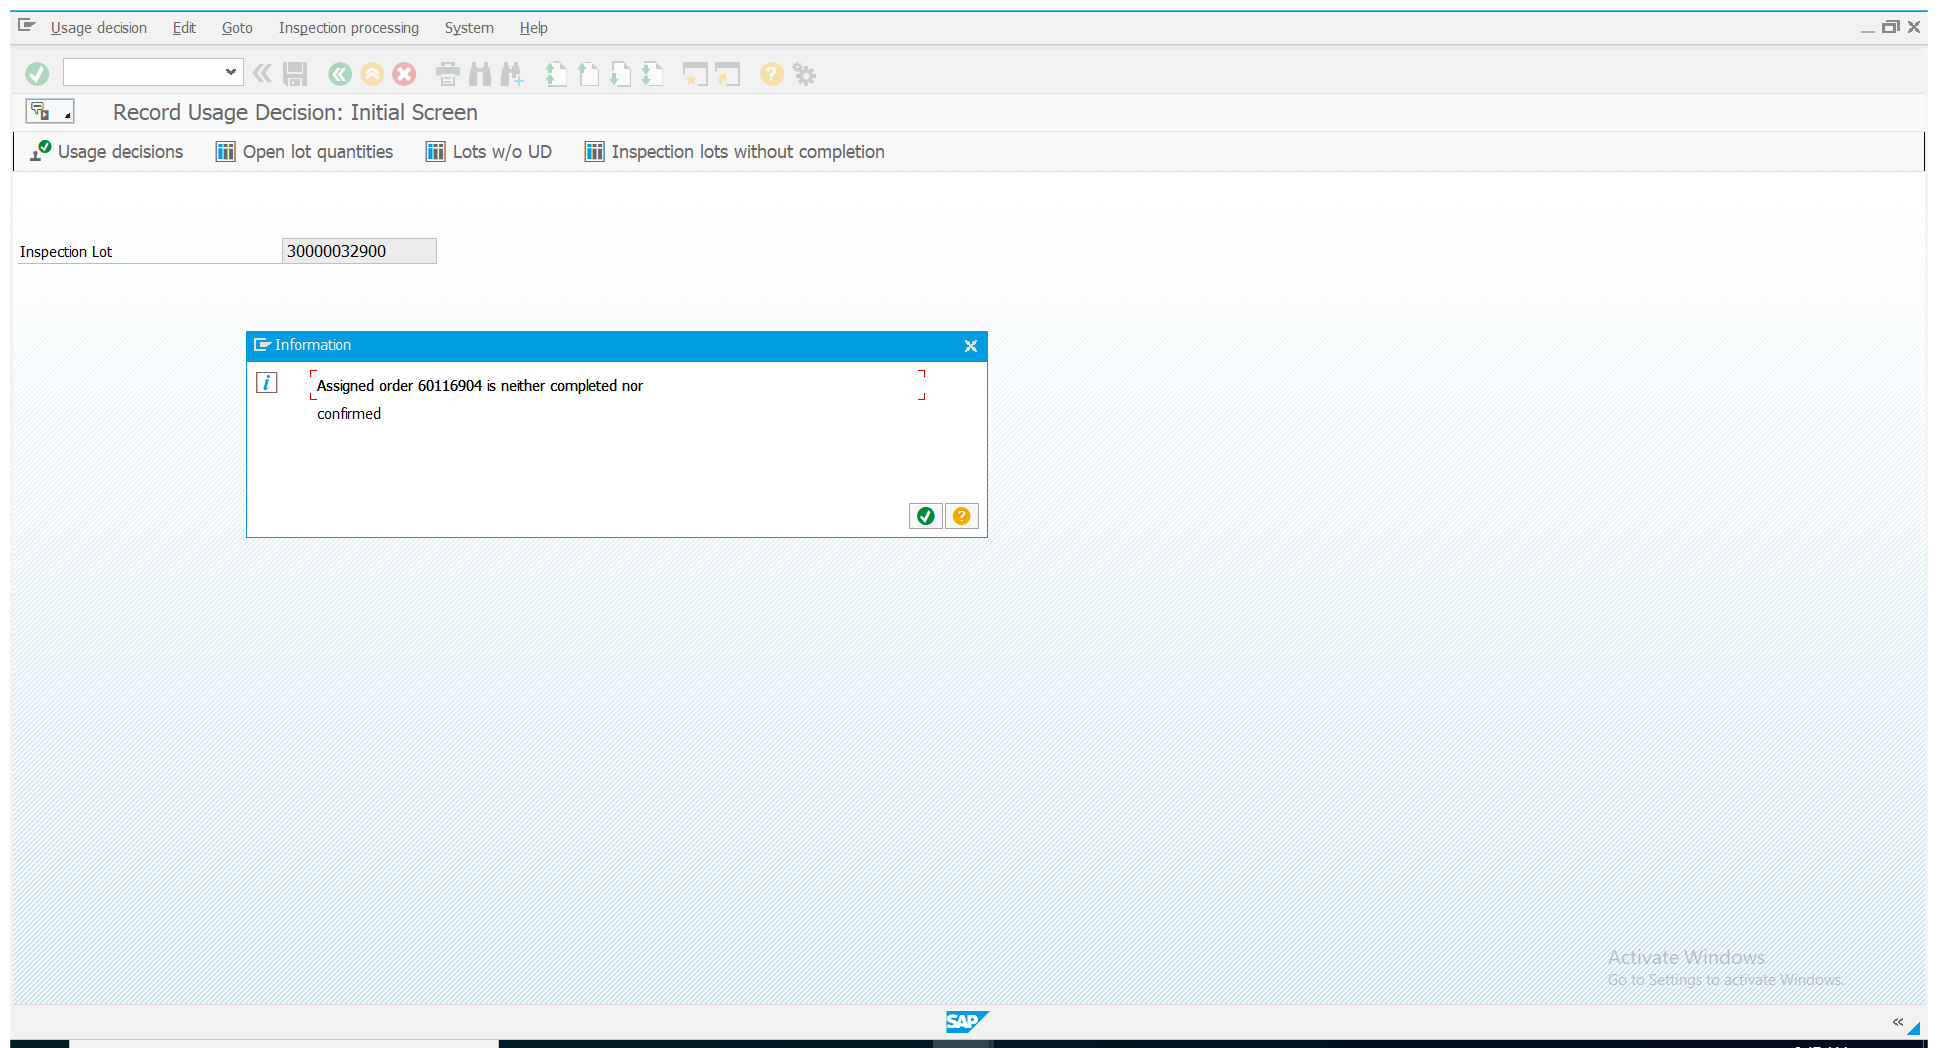 Usage decision Edit Goto Inspection processing System Help
Record Usage Decision: Initial Screen
Usage decisions Open lot quantities Lots w/o UD Inspection lots without completion
Inspection Lot 30000032900
Information
Assigned order 60116904 is neither completed nor
confirmed
Activate Windows
Go to Settings to activate Windows.
SAP